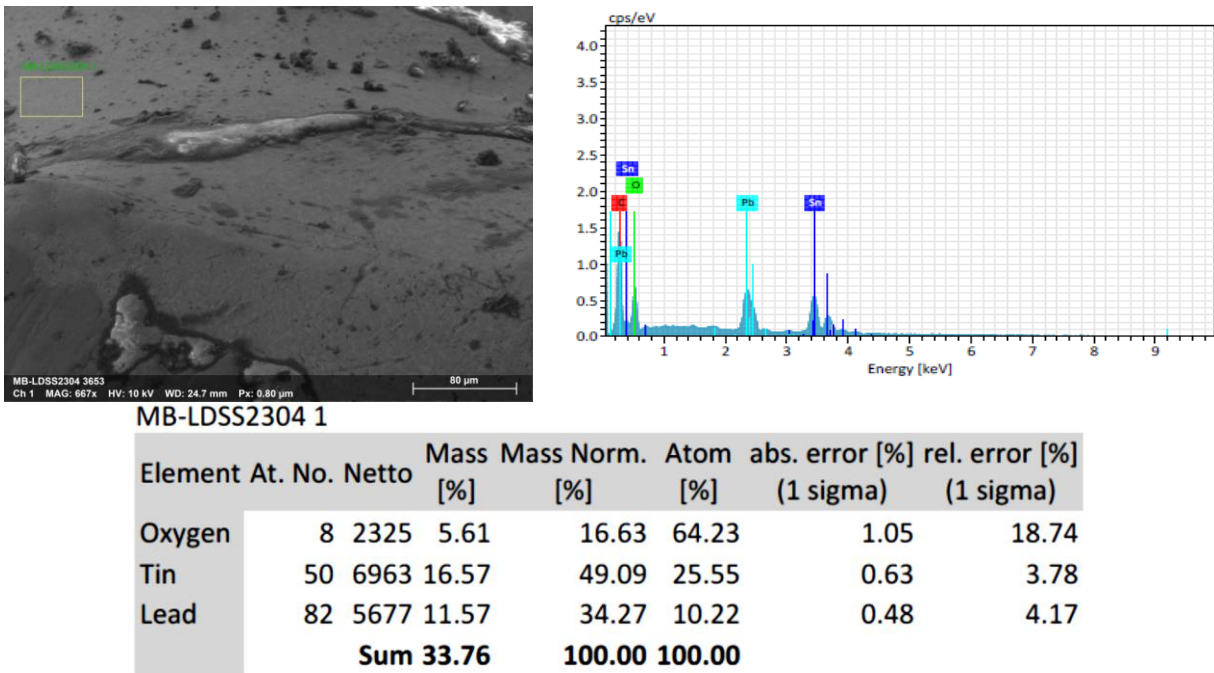 MB-LDSS2304 3653
Ch 1 MAG: 667x HV: 10 kV WD: 24.7 mm Px: 0.80 µm
80 µm
cps/eV
4.0
3.5
3.0
2.5
2.0
1.5
1.0
0.5
0.0
Sn
O
C
Pb
Pb
Sn
1 2 3 4 5 6 7 8 9
Energy [keV]
MB-LDSS2304 1
Element At. No. Netto Mass [%] Mass Norm. [%] Atom [%] abs. error [%] (1 sigma) rel. error [%] (1 sigma)
Oxygen 8 2325 5.61 16.63 64.23 1.05 18.74
Tin 50 6963 16.57 49.09 25.55 0.63 3.78
Lead 82 5677 11.57 34.27 10.22 0.48 4.17
Sum 33.76 100.00 100.00